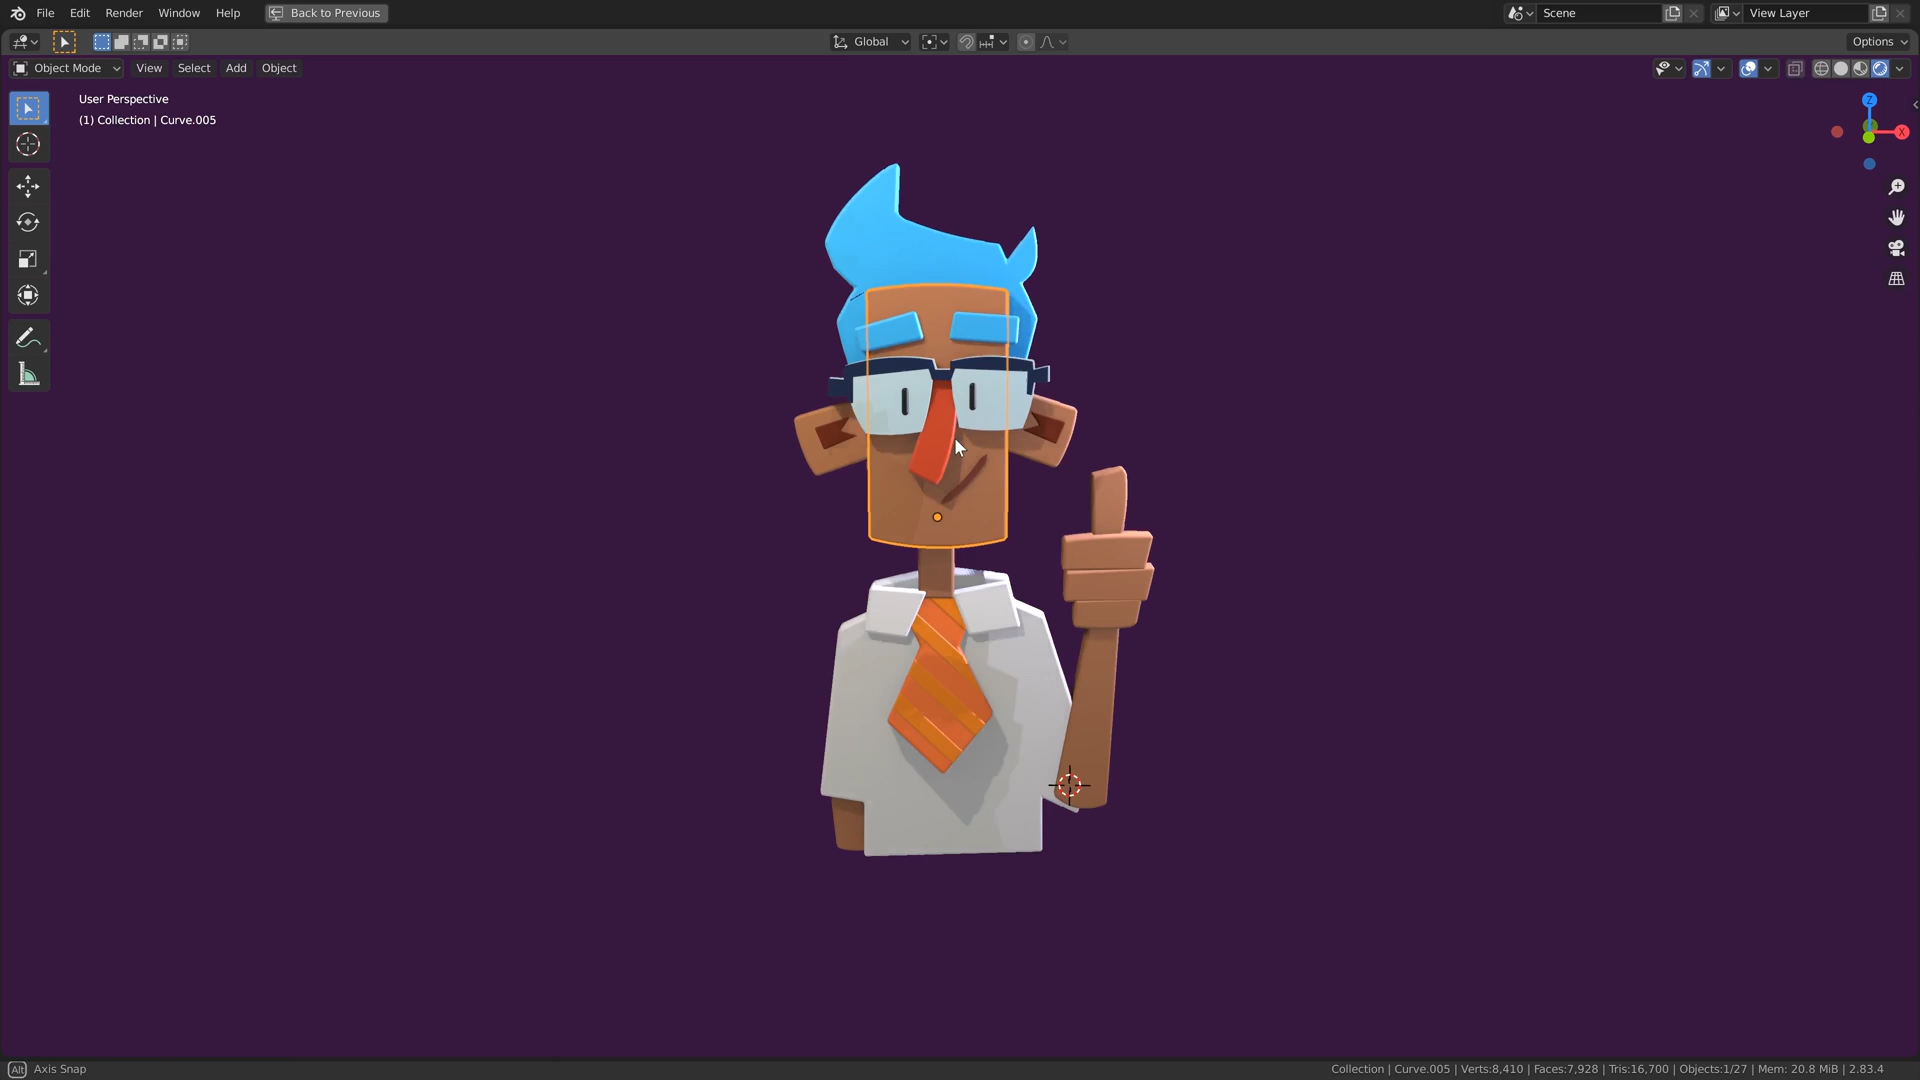 File Edit Render Window Help Back to Previous Scene View Layer
Global Options
Object Mode View Select Add Object
User Perspective
(1) Collection | Curve.005
Z
X
Alt Axis Snap Collection | Curve.005 | Verts:8,410 | Faces:7,928 | Tris:16,700 | Objects:1/27 | Mem: 20.8 MiB | 2.83.4